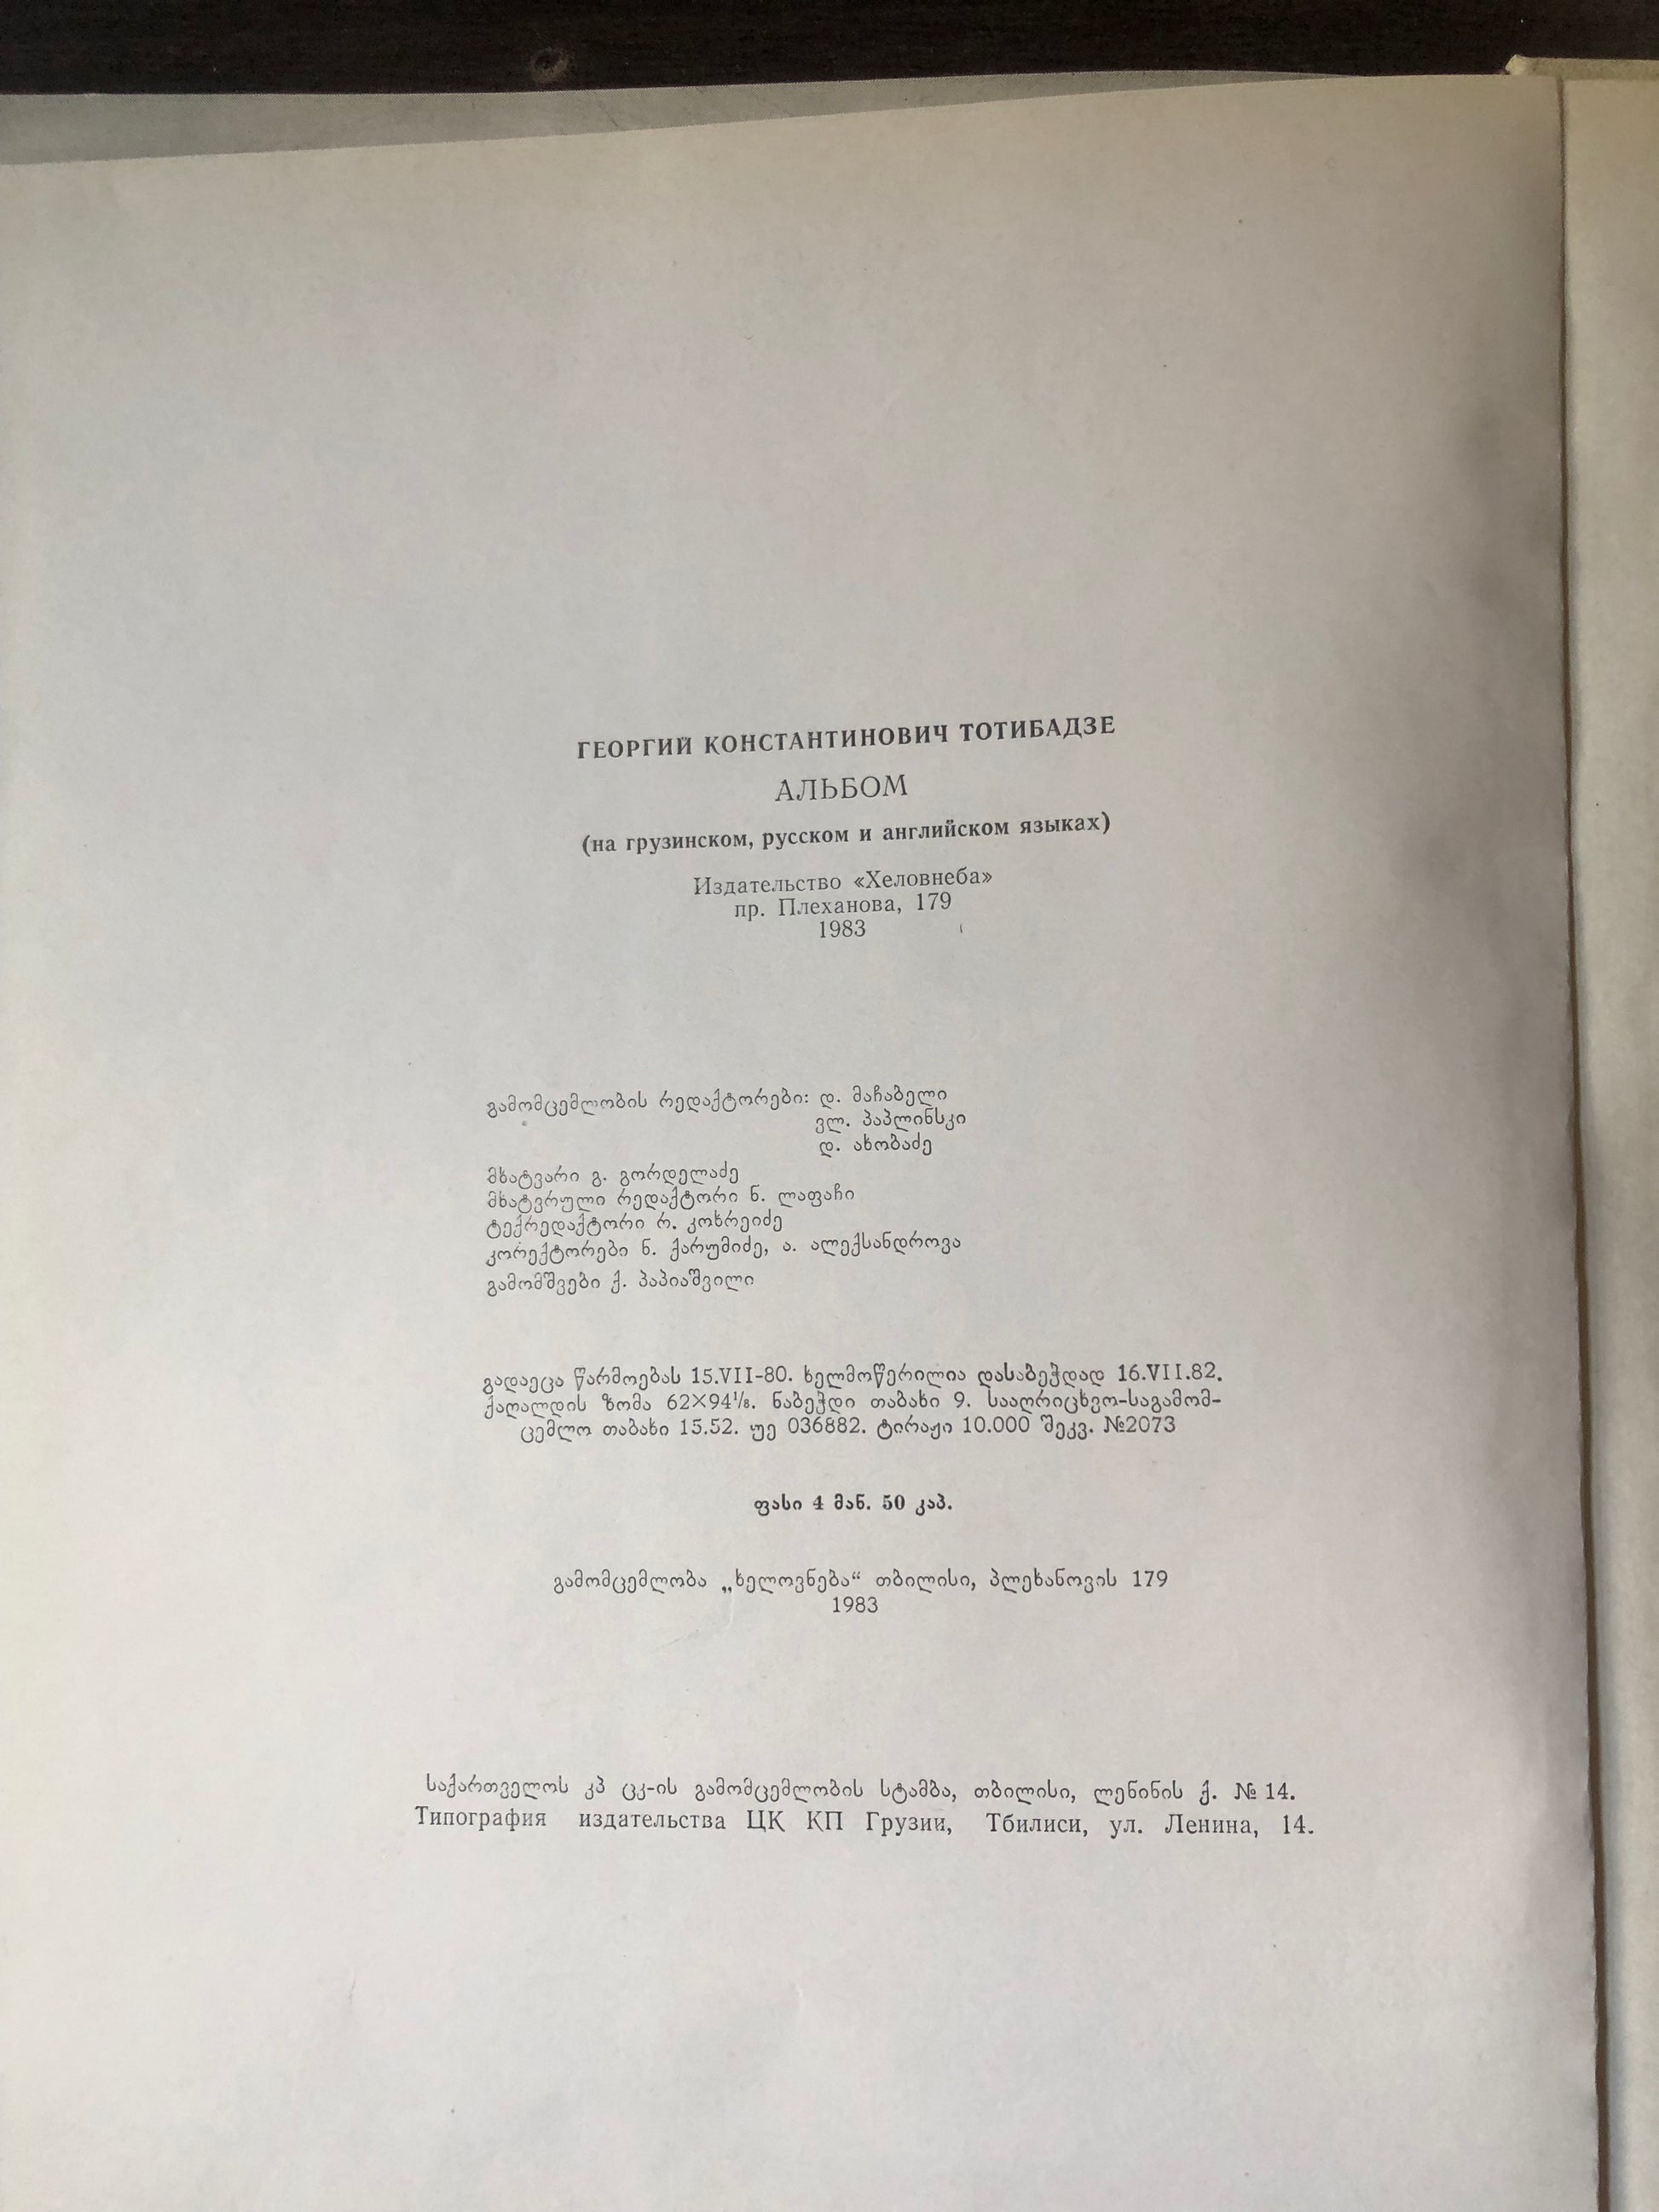 ГЕОРГИЙ КОНСТАНТИНОВИЧ ТОТИБАДЗЕ
АЛЬБОМ
(на грузинском, русском и английском языках)
Издательство «Хеловнеба»
пр. Плеханова, 179
1983
გამომცემლობის რედაქტორები: დ. მაჩაბელი
ვლ. პაპლინსკი
დ. ახობაძე
მხატვარი გ. გორდელაძე
მხატვრული რედაქტორი ნ. ლაფაჩი
ტექრედაქტორი რ. კოხრეიძე
კორექტორები ნ. ქარუმიძე, ა. ალექსანდროვა
გამომშვები ქ. პაპიაშვილი
გადაეცა წარმოებას 15.VII-80. ხელმოწერილია დასაბეჭდად 16.VII.82.
ქაღალდის ზომა 62×94⅛. ნაბეჭდი თაბახი 9. სააღრიცხვო-საგამომ-
ცემლო თაბახი 15.52. უე 036882. ტირაჟი 10.000 შეკვ. №2073
ფასი 4 მან. 50 კაპ.
გამომცემლობა „ხელოვნება“ თბილისი, პლეხანოვის 179
1983
საქართველოს კპ ცკ-ის გამომცემლობის სტამბა, თბილისი, ლენინის ქ. № 14.
Типография издательства ЦК КП Грузии, Тбилиси, ул. Ленина, 14.